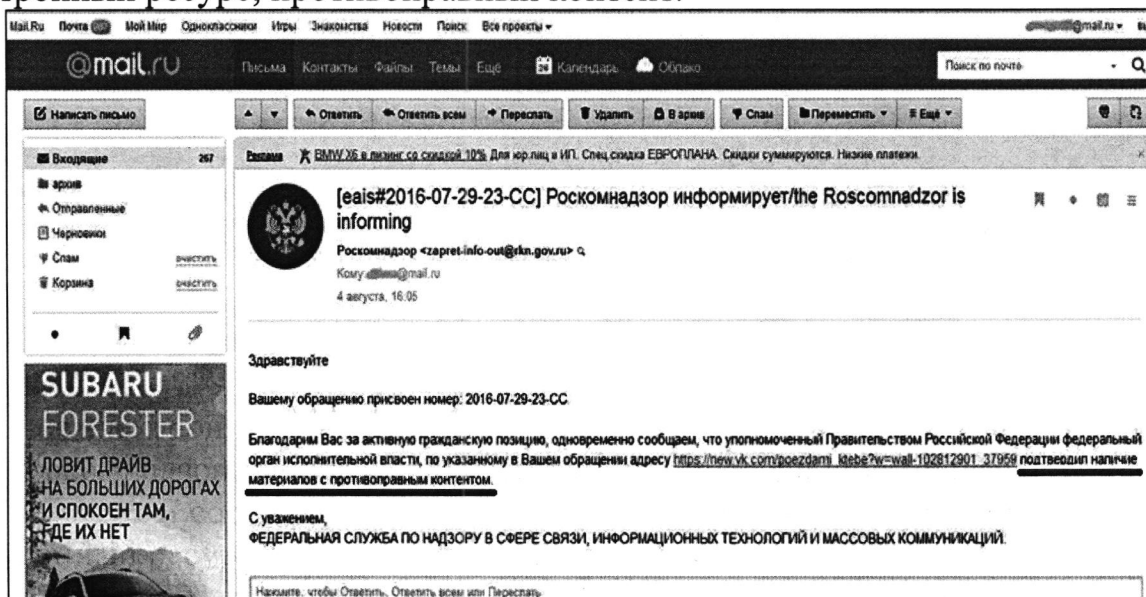 тронный ресурс, противоправный контент.
Mail.Ru Почта Мой Мир Одноклассники Игры Знакомства Новости Поиск Все проекты
@mail.ru
@mail.ru
Письма Контакты Файлы Темы Ещё Календарь Облако
Поиск по почте
Написать письмо
Ответить Ответить всем Переслать Удалить В архив Спам Переместить Ещё
Входящие 267
архив
Отправленные
Черновики
Спам очистить
Корзина очистить
Реклама BMW X6 в лизинг со скидкой 10% Для юр.лиц и ИП. Спец.скидка ЕВРОПЛАНА. Скидки суммируются. Низкие платежи.
[eais#2016-07-29-23-CC] Роскомнадзор информирует/the Roscomnadzor is
informing
Роскомнадзор <zapret-info-out@rkn.gov.ru>
Кому: @mail.ru
4 августа, 16:05
Здравствуйте
Вашему обращению присвоен номер: 2016-07-29-23-CC.
Благодарим Вас за активную гражданскую позицию, одновременно сообщаем, что уполномоченный Правительством Российской Федерации федеральный
орган исполнительной власти, по указанному в Вашем обращении адресу https://new.vk.com/poezdami_ktebe?w=wall-102812901_37959 подтвердил наличие
материалов с противоправным контентом.
С уважением,
ФЕДЕРАЛЬНАЯ СЛУЖБА ПО НАДЗОРУ В СФЕРЕ СВЯЗИ, ИНФОРМАЦИОННЫХ ТЕХНОЛОГИЙ И МАССОВЫХ КОММУНИКАЦИЙ.
Нажмите, чтобы Ответить, Ответить всем или Переслать
SUBARU
FORESTER
ЛОВИТ ДРАЙВ
НА БОЛЬШИХ ДОРОГАХ
И СПОКОЕН ТАМ,
ГДЕ ИХ НЕТ